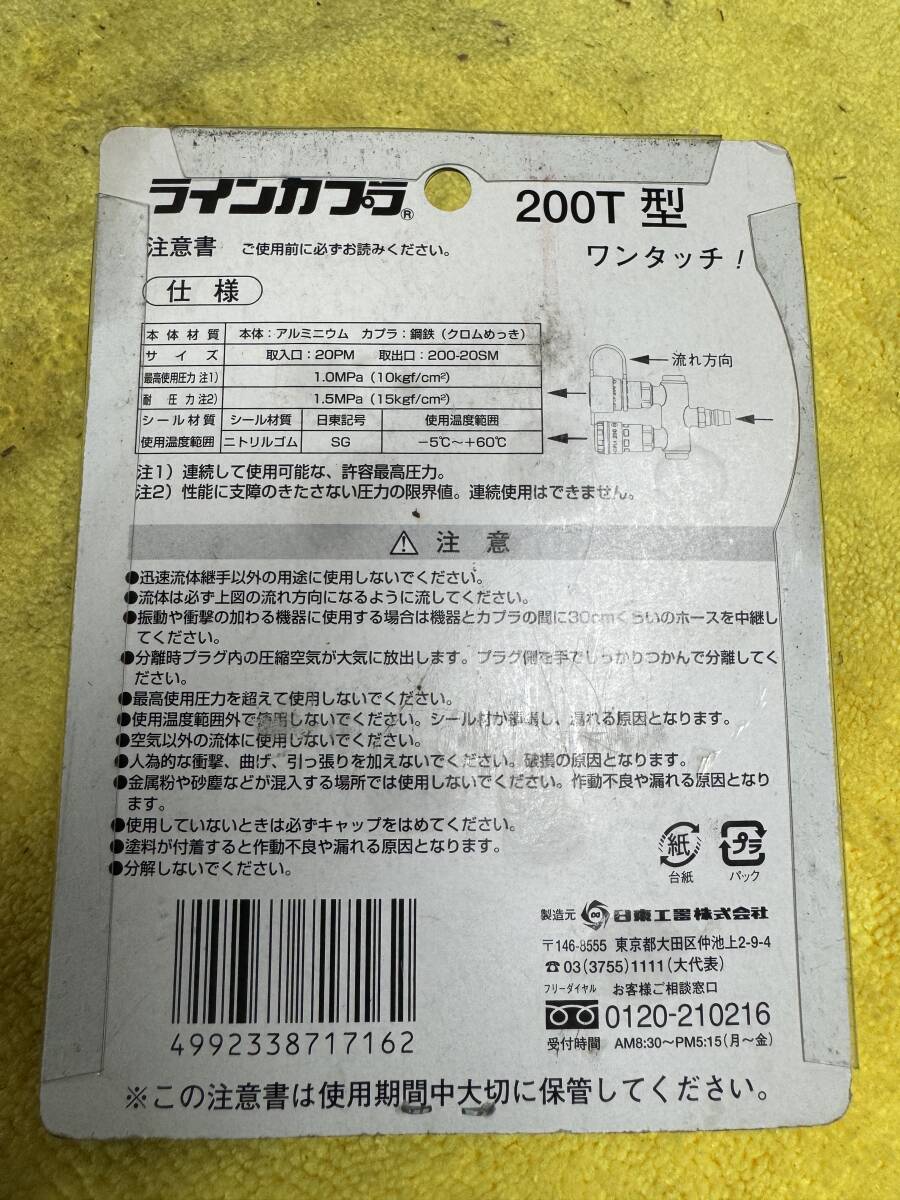 ラインカプラ® 200T 型
注意書 ご使用前に必ずお読みください。
ワンタッチ!
仕 様
本体材質 本体:アルミニウム カプラ:鋼鉄(クロムめっき)
サイズ 取入口:20PM 取出口:200-20SM
最高使用圧力 注1) 1.0MPa(10kgf/cm²)
耐圧力 注2) 1.5MPa(15kgf/cm²)
シール材質 シール材質 日東記号 使用温度範囲
使用温度範囲 ニトリルゴム SG −5℃〜+60℃
流れ方向
注1)連続して使用可能な、許容最高圧力。
注2)性能に支障のきたさない圧力の限界値。連続使用はできません。
⚠ 注 意
●迅速流体継手以外の用途に使用しないでください。
●流体は必ず上図の流れ方向になるように流してください。
●振動や衝撃の加わる機器に使用する場合は機器とカプラの間に30cmくらいのホースを中継し
てください。
●分離時プラグ内の圧縮空気が大気に放出します。プラグ側を手でしっかりつかんで分離してく
ださい。
●最高使用圧力を超えて使用しないでください。
●使用温度範囲外で使用しないでください。シール材が損し、漏れる原因となります。
●空気以外の流体に使用しないでください。
●人為的な衝撃、曲げ、引っ張りを加えないでください。破損の原因となります。
●金属粉や砂塵などが混入する場所では使用しないでください。作動不良や漏れる原因となり
ます。
●使用していないときは必ずキャップをはめてください。
●塗料が付着すると作動不良や漏れる原因となります。
●分解しないでください。
紙 プラ
台紙 パック
製造元 日東工器株式会社
〒146-8555 東京都大田区仲池上2-9-4
☎03(3755)1111(大代表)
フリーダイヤル お客様ご相談窓口
0120-210216
受付時間 AM8:30〜PM5:15(月〜金)
4992338717162
※この注意書は使用期間中大切に保管してください。